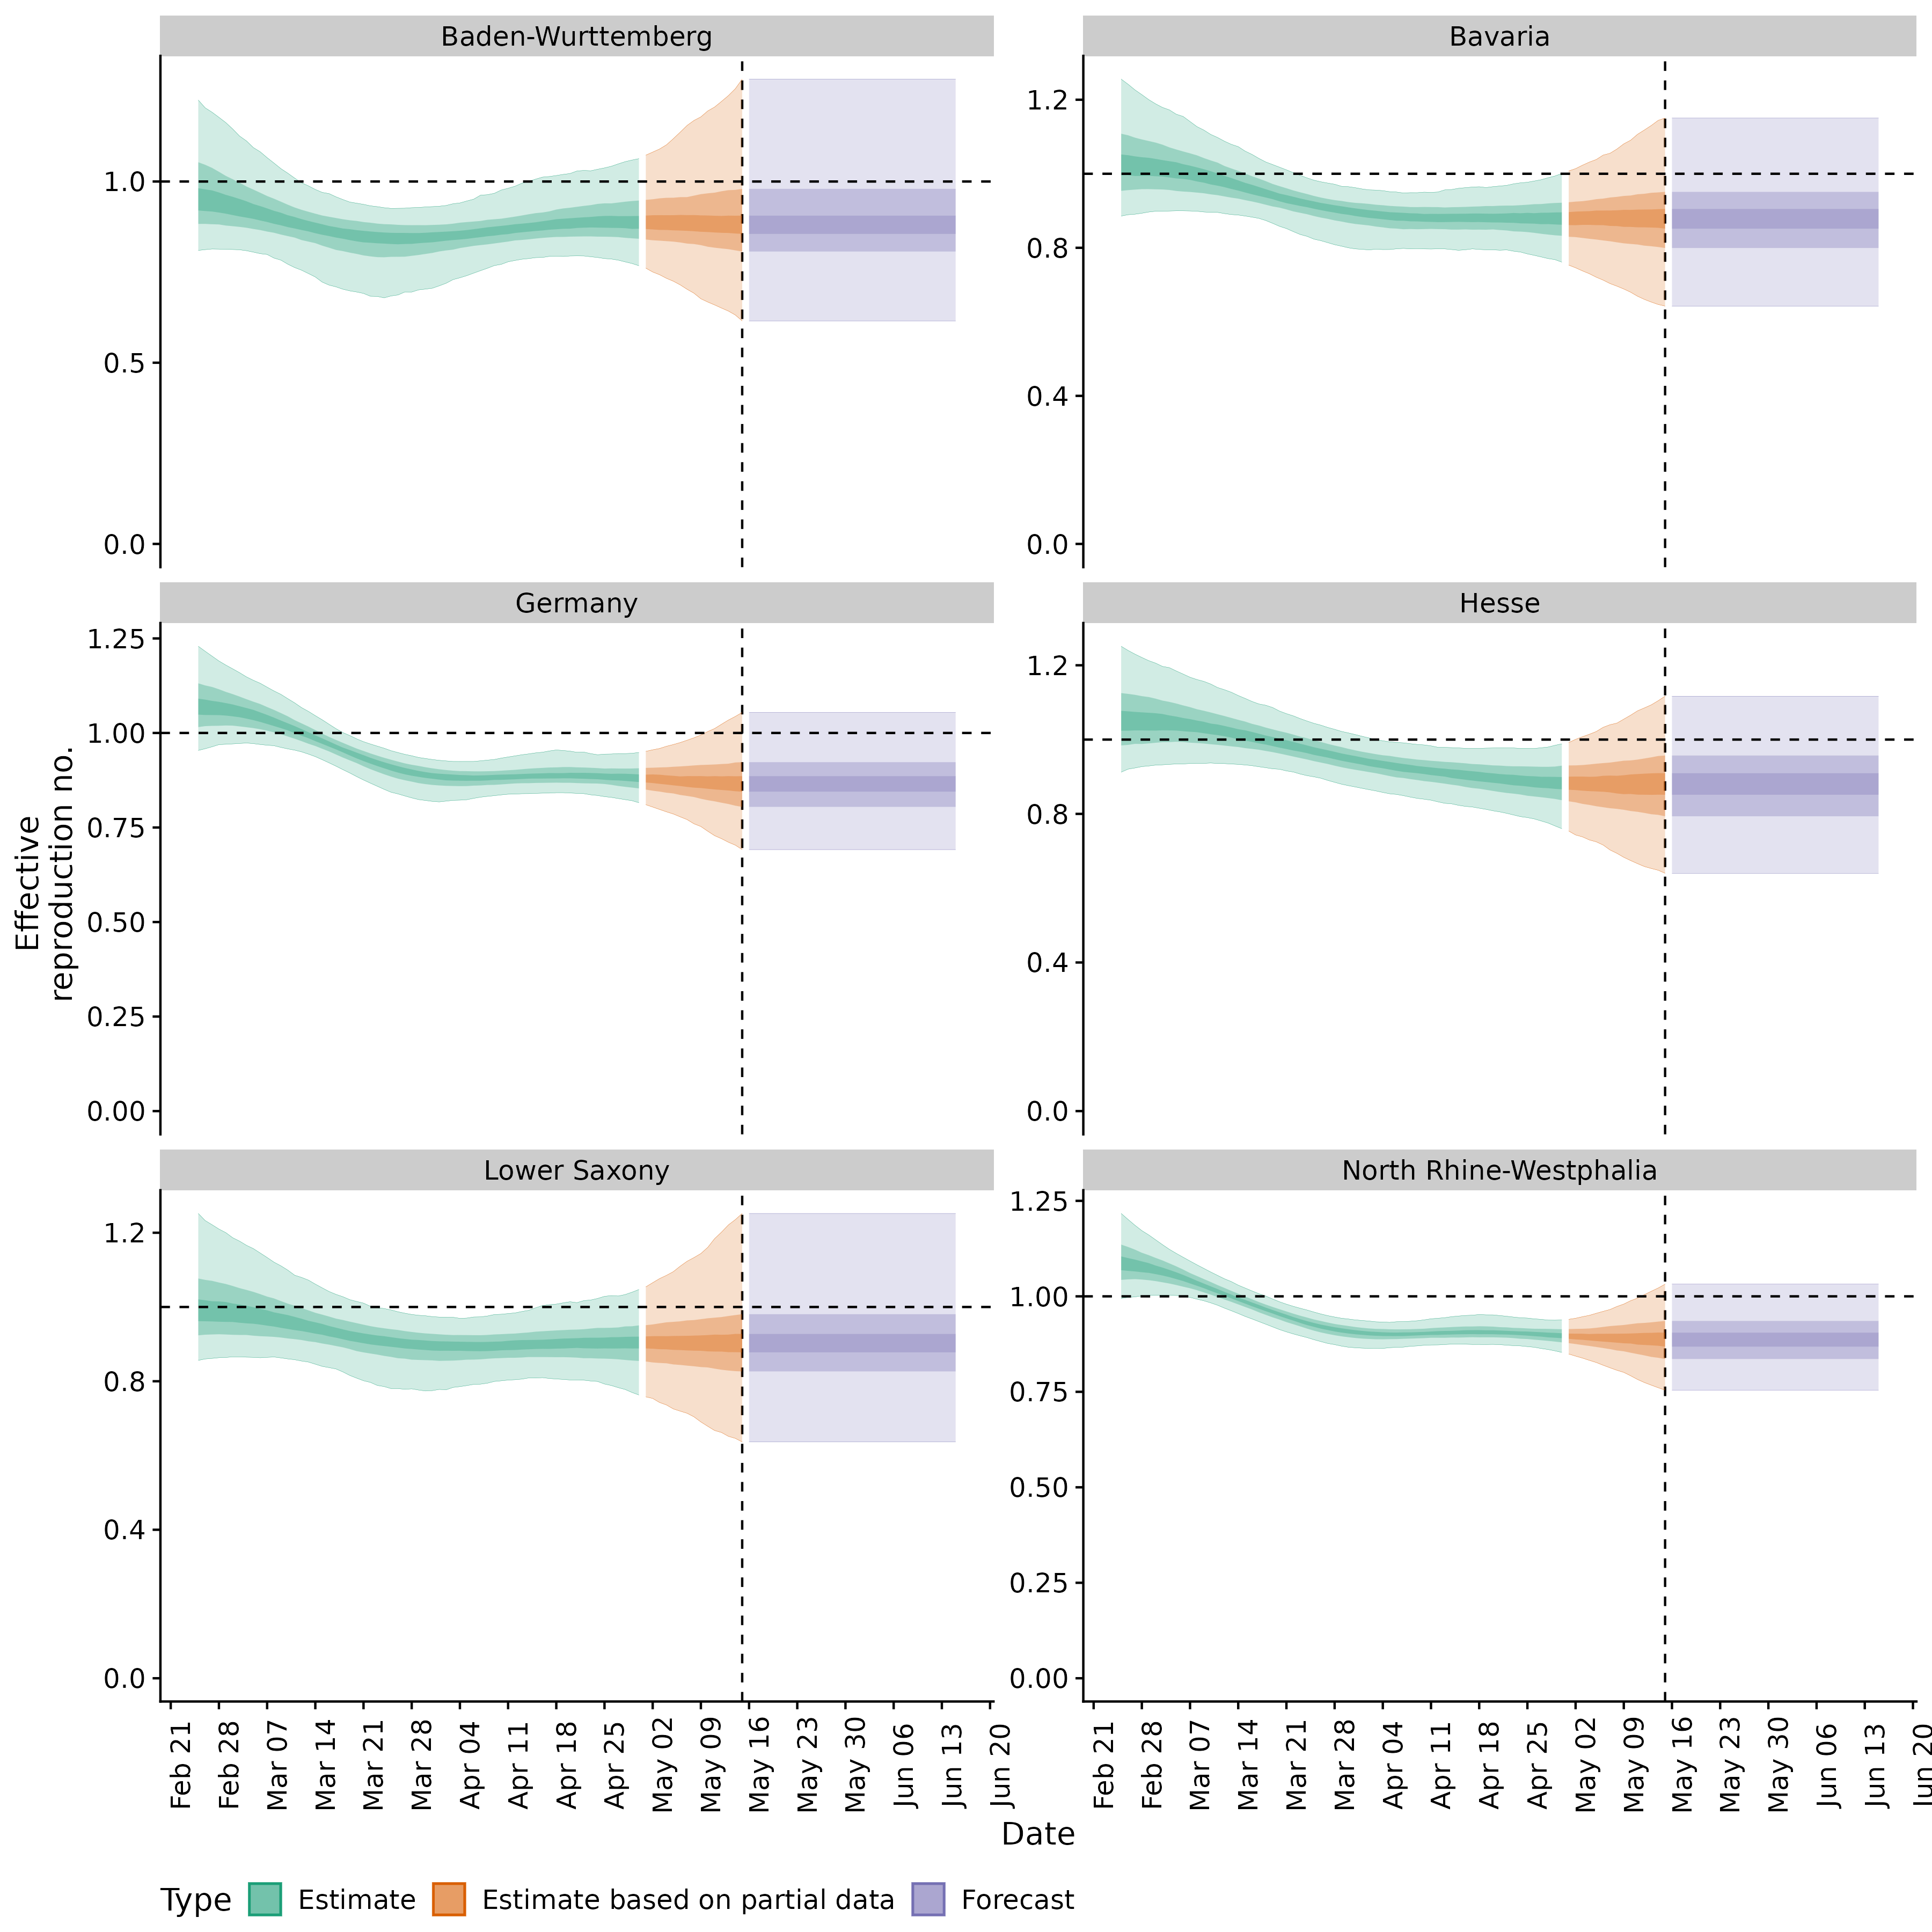 Baden-Wurttemberg
Bavaria
1.0
0.5
0.0
1.2
0.8
0.4
0.0
Germany
Hesse
1.25
1.00
0.75
0.50
0.25
0.00
1.2
0.8
0.4
0.0
Effective
reproduction no.
Lower Saxony
North Rhine-Westphalia
1.2
0.8
0.4
0.0
1.25
1.00
0.75
0.50
0.25
0.00
Feb 21
Feb 28
Mar 07
Mar 14
Mar 21
Mar 28
Apr 04
Apr 11
Apr 18
Apr 25
May 02
May 09
May 16
May 23
May 30
Jun 06
Jun 13
Jun 20
Feb 21
Feb 28
Mar 07
Mar 14
Mar 21
Mar 28
Apr 04
Apr 11
Apr 18
Apr 25
May 02
May 09
May 16
May 23
May 30
Jun 06
Jun 13
Jun 20
Date
Type Estimate Estimate based on partial data Forecast